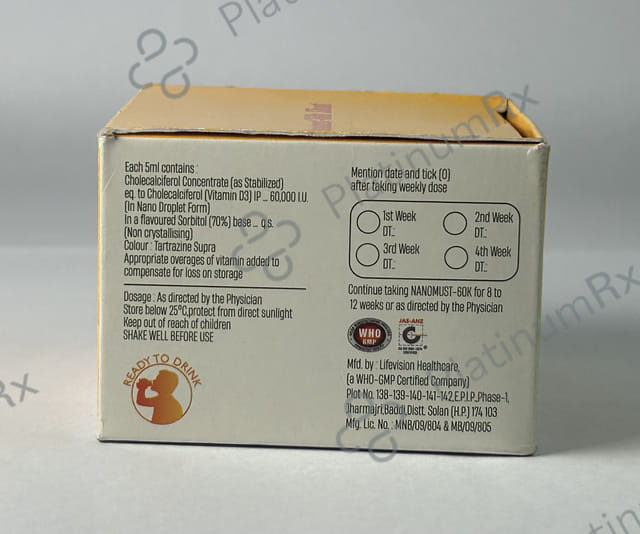 Each 5ml contains :
Cholecalciferol Concentrate (as Stabilized)
eq. to Cholecalciferol (Vitamin D3) IP ... 60,000 I.U.
(In Nano Droplet Form)
In a flavoured Sorbitol (70%) base ... q.s.
(Non crystallising)
Colour : Tartrazine Supra
Appropriate overages of vitamin added to
compensate for loss on storage
Dosage : As directed by the Physician
Store below 25°C,protect from direct sunlight
Keep out of reach of children
SHAKE WELL BEFORE USE
READY TO DRINK
Mention date and tick (0)
after taking weekly dose
1st Week
DT.:
2nd Week
DT.:
3rd Week
DT.:
4th Week
DT.:
Continue taking NANOMUST-60K for 8 to
12 weeks or as directed by the Physician
WHO
GMP
JAS-ANZ
Mfd. by : Lifevision Healthcare,
(a WHO-GMP Certified Company)
Plot No. 138-139-140-141-142,E.P.I.P.,Phase-1,
Jharmajri,Baddi,Distt. Solan (H.P.) 174 103
Mfg. Lic. No. : MNB/09/804 & MB/09/805
PlatinumRx
PlatinumRx
PlatinumRx
Rx